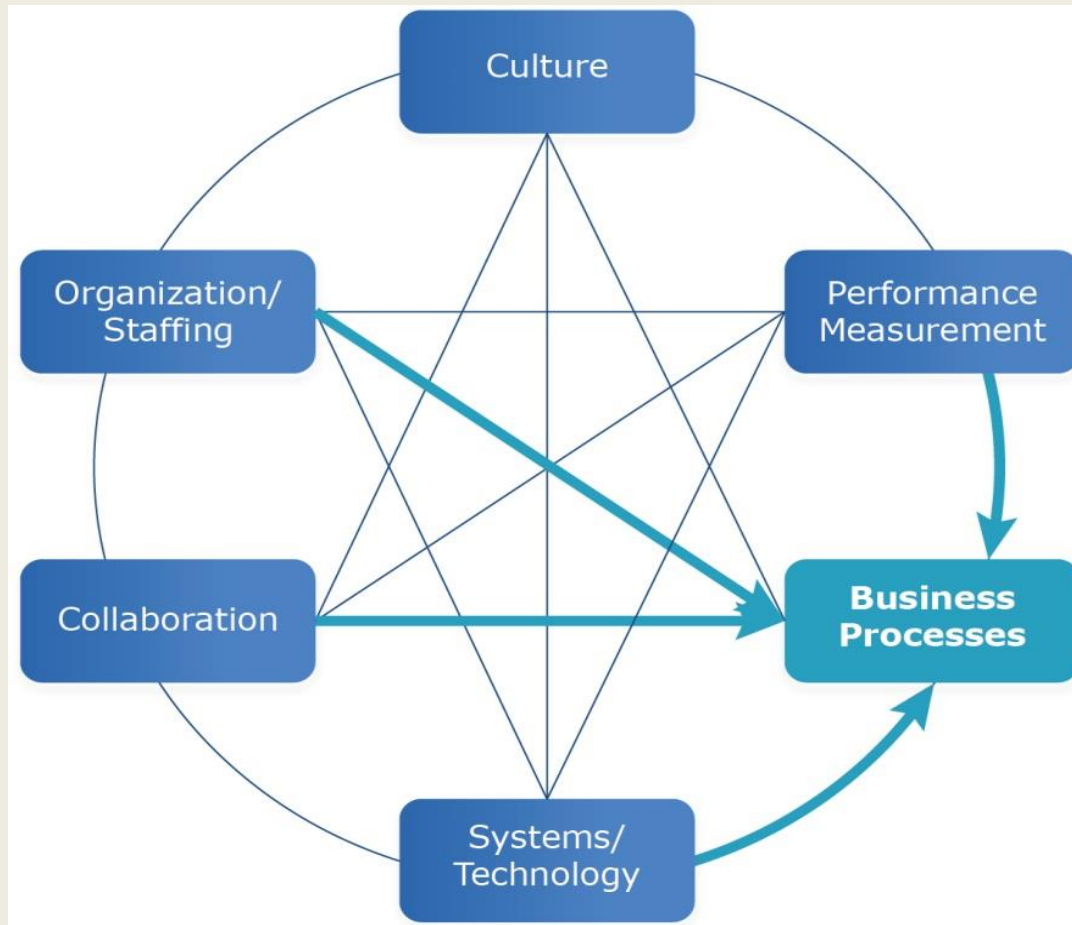 Culture
Organization/
Staffing
Performance
Measurement
Collaboration
Business
Processes
Systems/
Technology